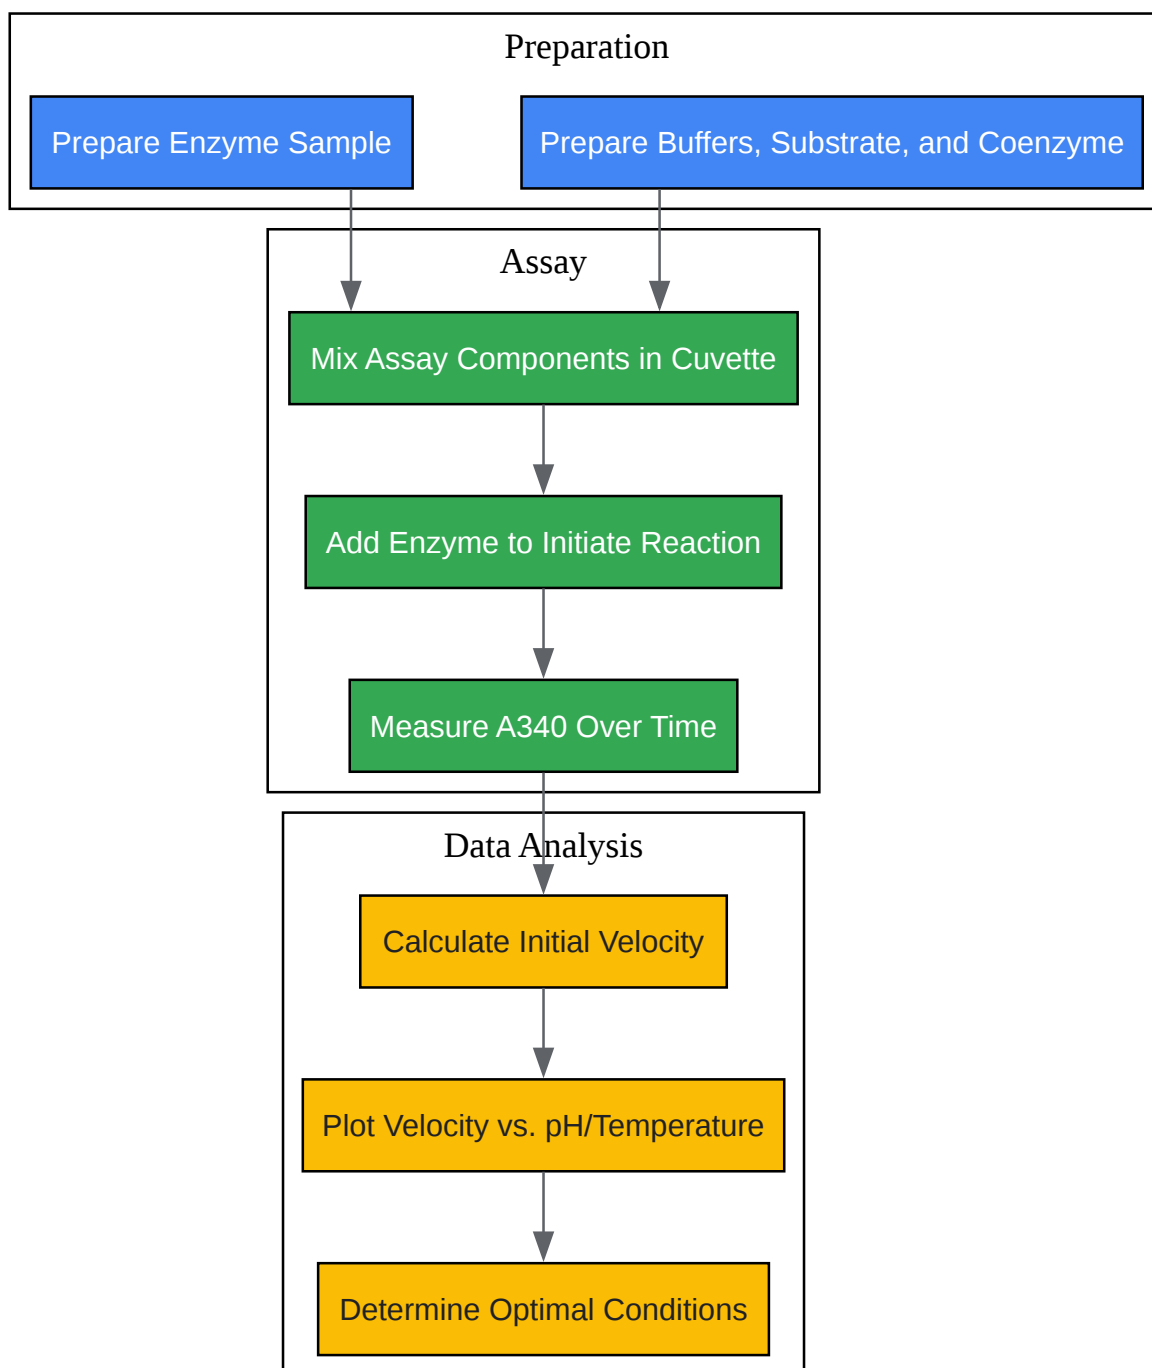 Preparation
Prepare Enzyme Sample
Prepare Buffers, Substrate, and Coenzyme
Assay
Mix Assay Components in Cuvette
Add Enzyme to Initiate Reaction
Measure A340 Over Time
Data Analysis
Calculate Initial Velocity
Plot Velocity vs. pH/Temperature
Determine Optimal Conditions